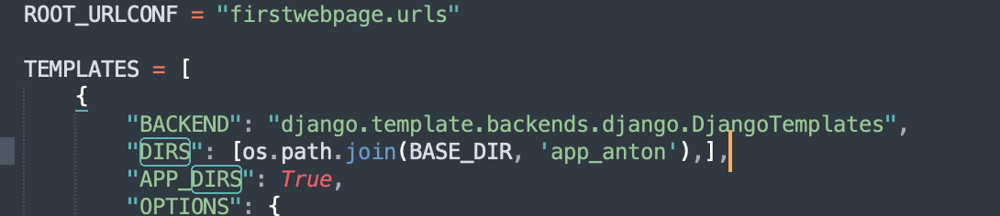 ROOT_URLCONF = "firstwebpage.urls"
TEMPLATES = [
{
"BACKEND": "django.template.backends.django.DjangoTemplates",
"DIRS": [os.path.join(BASE_DIR, 'app_anton'),],
"APP_DIRS": True,
"OPTIONS": {